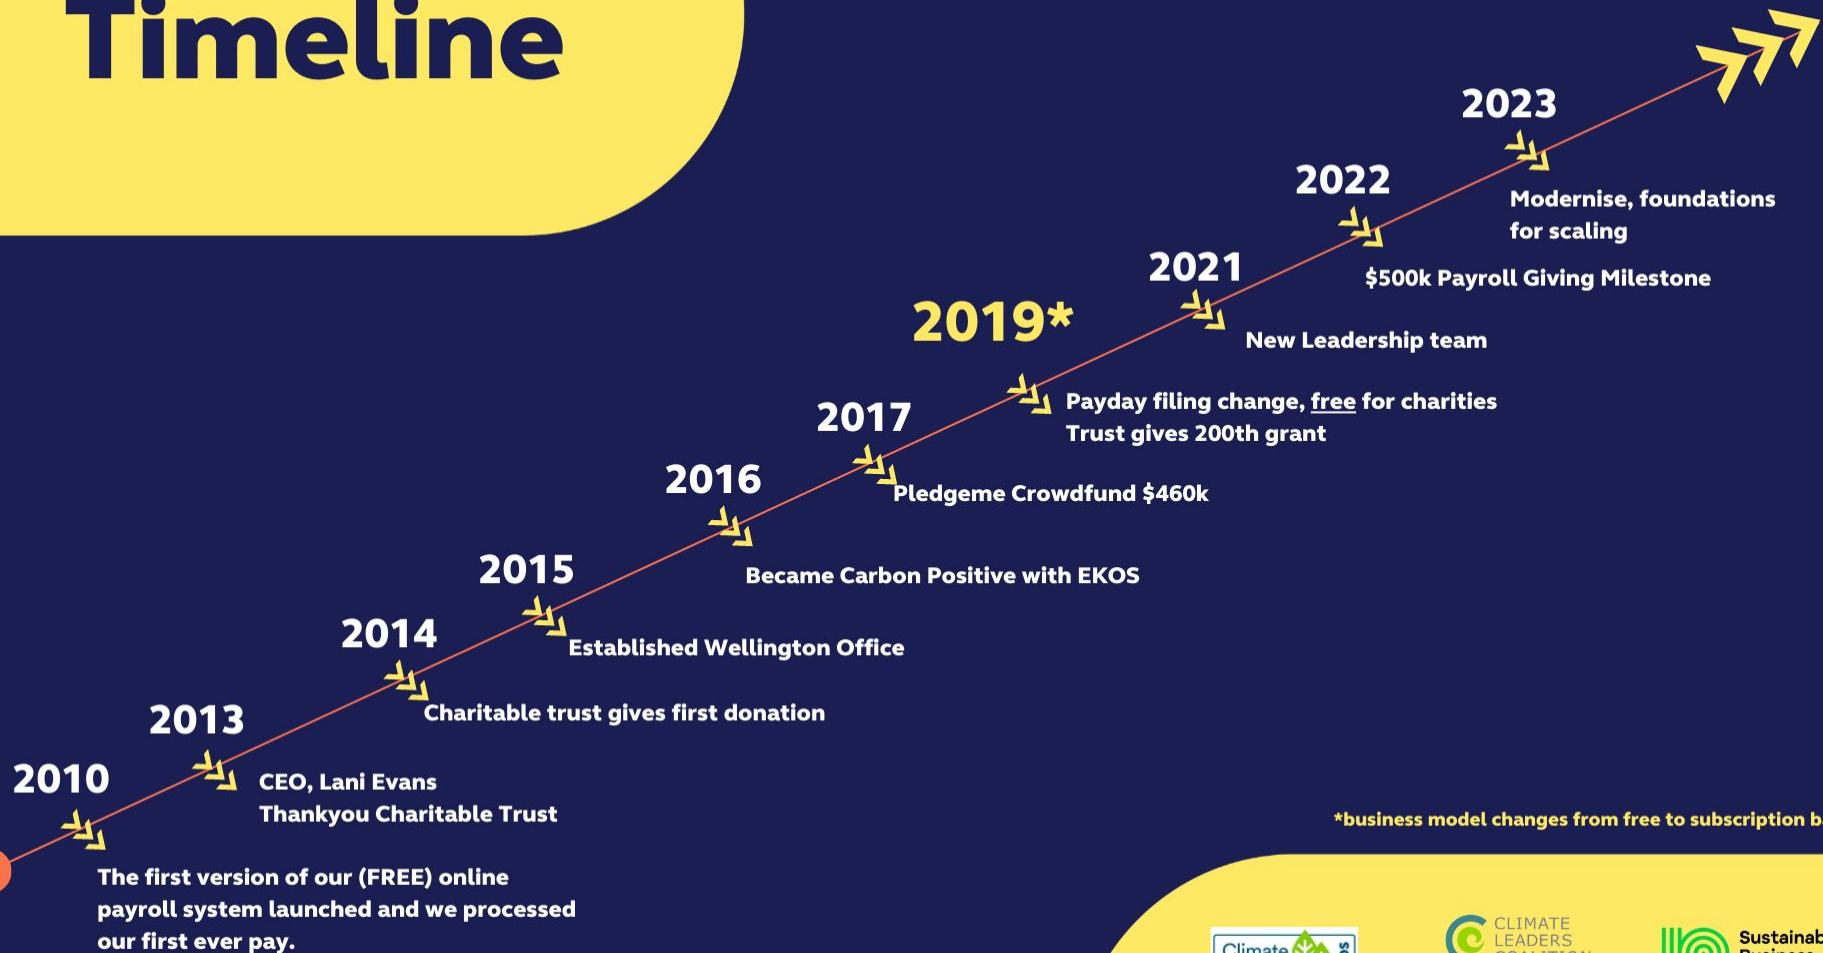 Timeline
2023
Modernise, foundations
for scaling
2022
$500k Payroll Giving Milestone
2021
New Leadership team
2019*
Payday filing change, free for charities
Trust gives 200th grant
2017
Pledgeme Crowdfund $460k
2016
Became Carbon Positive with EKOS
2015
Established Wellington Office
2014
Charitable trust gives first donation
2013
CEO, Lani Evans
Thankyou Charitable Trust
2010
The first version of our (FREE) online
payroll system launched and we processed
our first ever pay.
*business model changes from free to subscription
Climate
CLIMATE
LEADERS
COALITION